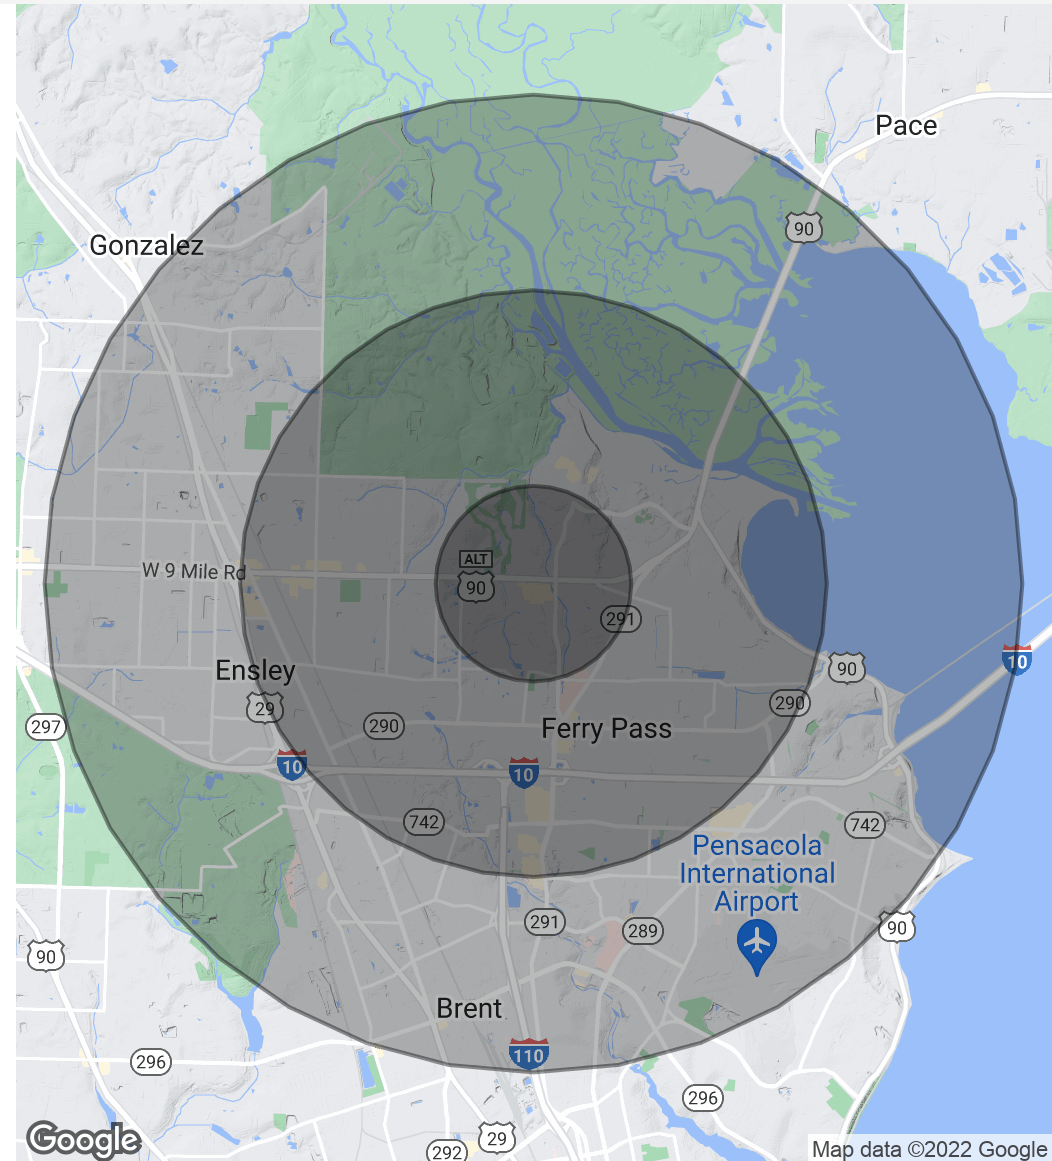 Pace
90
Gonzalez
W 9 Mile Rd
ALT
90
291
10
Ensley
90
29
290
290
297
Ferry Pass
10
10
742
742
Pensacola
International
Airport
291
289
90
90
Brent
110
296
296
29
292
Google
Map data ©2022 Google